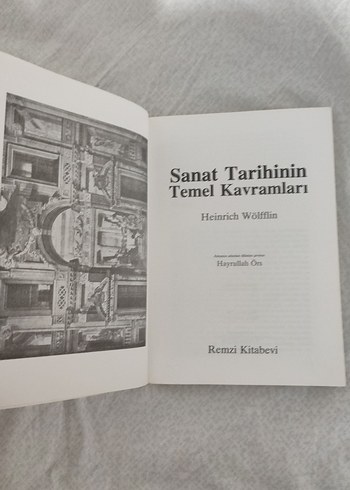 Sanat Tarihinin
Temel Kavramları
Heinrich Wölfflin
Hayrullah Örs
Remzi Kitabevi